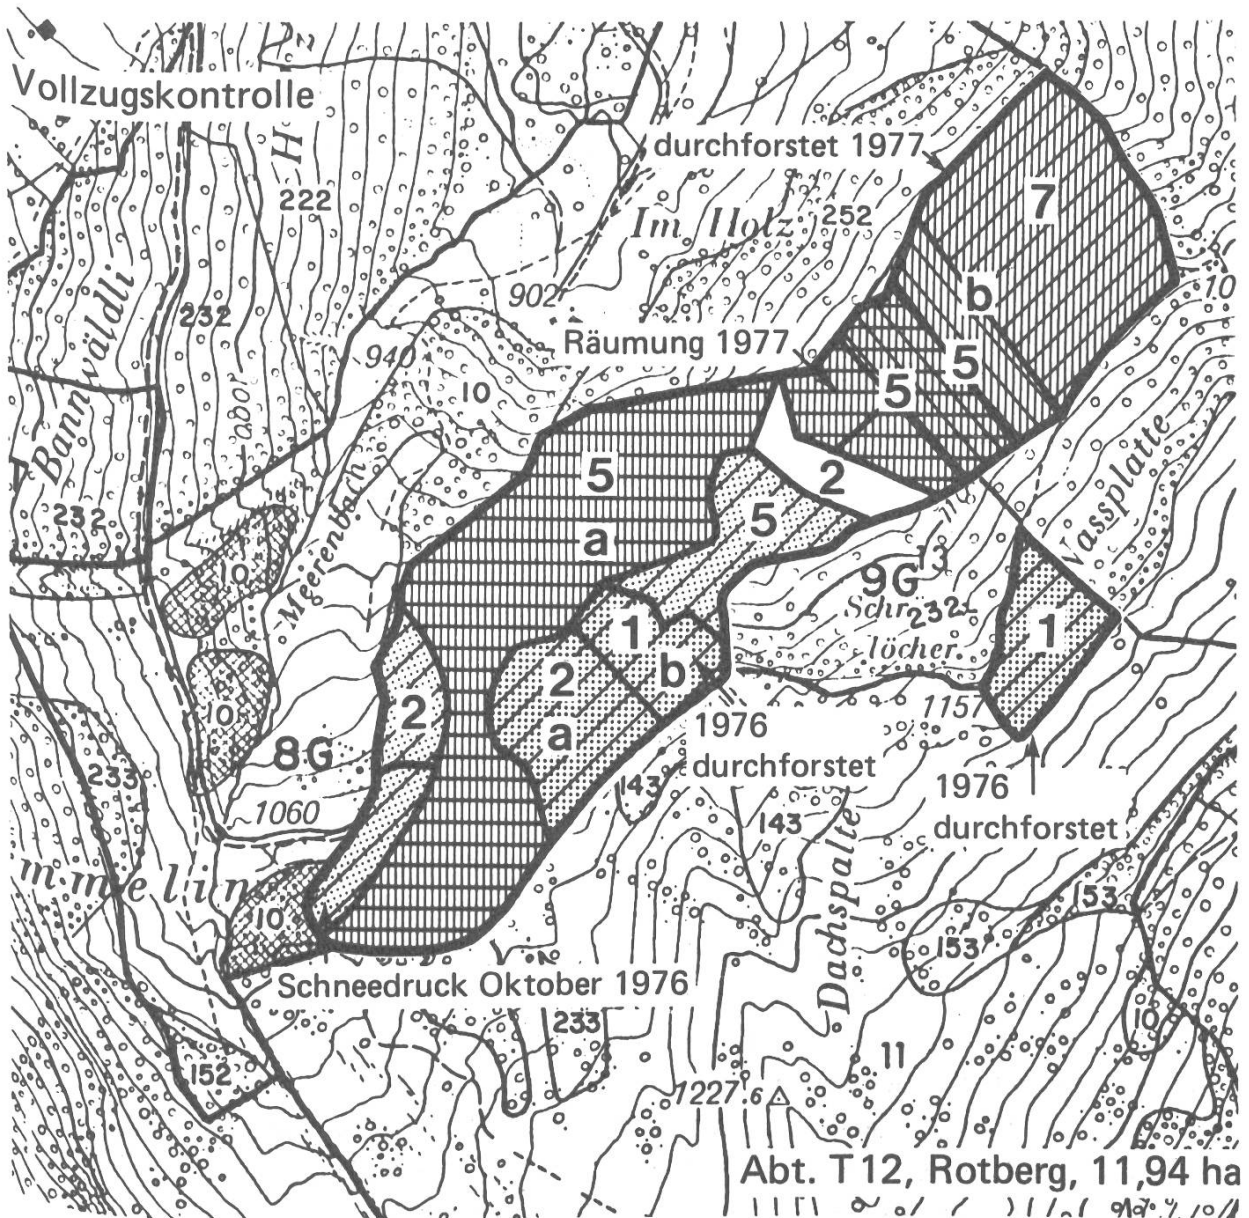 Vollzugskontrolle
H
durchforstet 1977
222
Im Holz
252
7
902
b
10
232
Bannwäldli
Räumung 1977
940
10
5
5
5
2
232
10
a
5
Nassplatte
9G
13
Schr
232
löcher
1
1
b
2
a
2
10
8G
1157
1976
durchforstet
1976
durchforstet
233
1060
143
143
Dachspalte
10
153
153
Schneedruck Oktober 1976
233
10
11
152
1227.6
Abt. T12, Rotberg, 11,94 ha